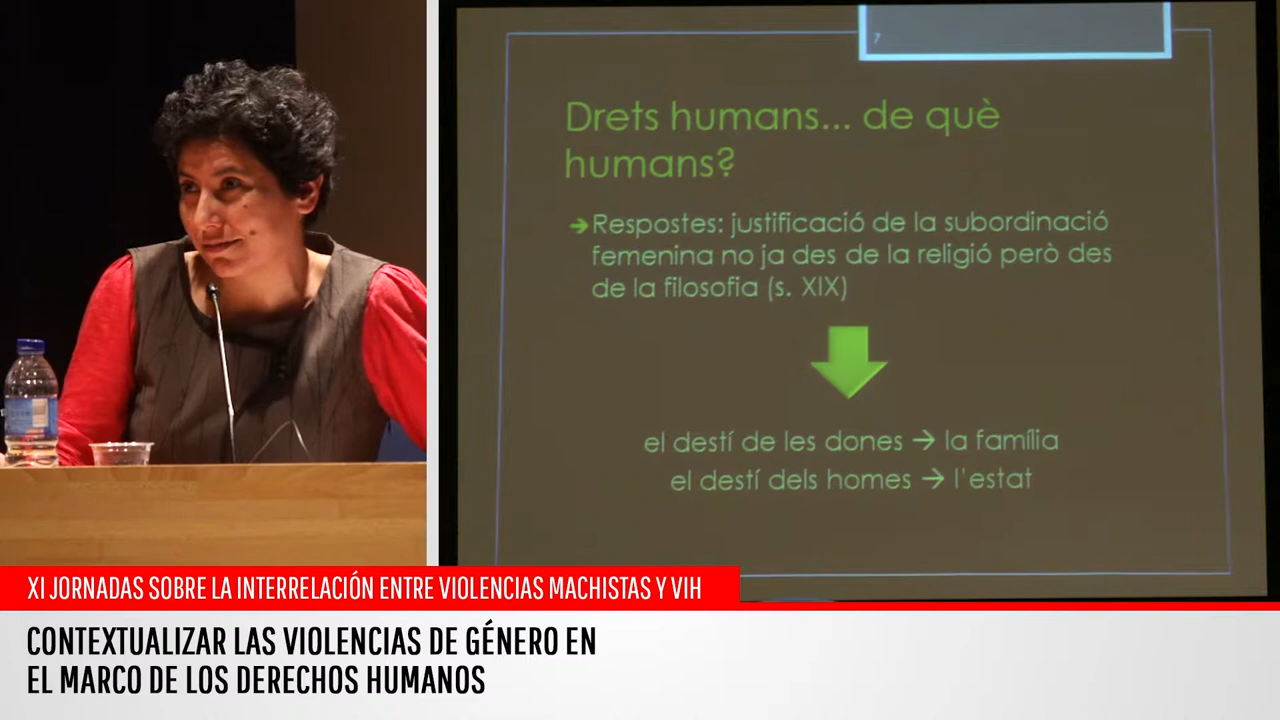 7
Drets humans... de què
humans?
➔Respostes: justificació de la subordinació
femenina no ja des de la religió però des
de la filosofia (s. XIX)
el destí de les dones → la família
el destí dels homes → l'estat
XI JORNADAS SOBRE LA INTERRELACIÓN ENTRE VIOLENCIAS MACHISTAS Y VIH
CONTEXTUALIZAR LAS VIOLENCIAS DE GÉNERO EN
EL MARCO DE LOS DERECHOS HUMANOS